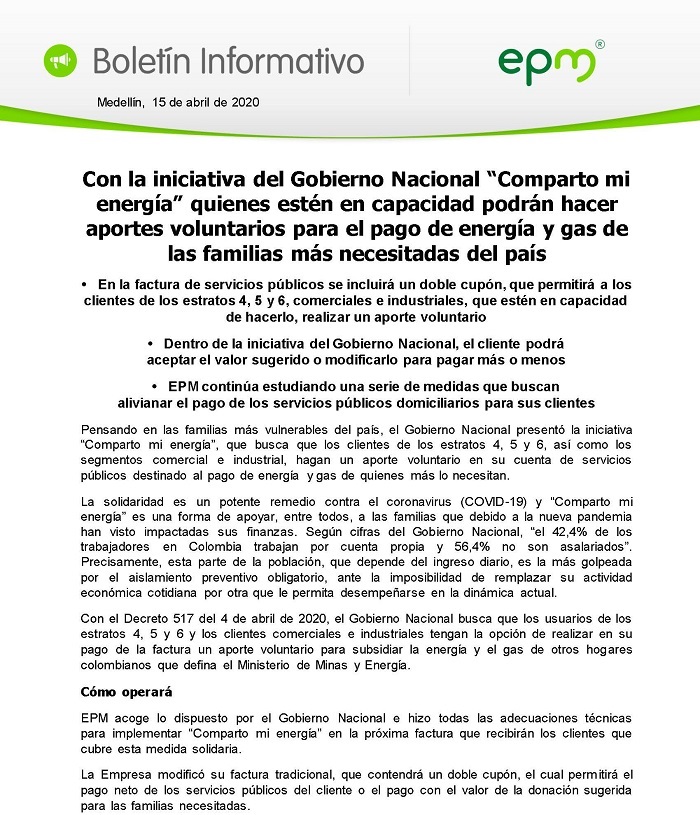 Boletín Informativo
epm®
Medellín, 15 de abril de 2020
Con la iniciativa del Gobierno Nacional “Comparto mi
energía” quienes estén en capacidad podrán hacer
aportes voluntarios para el pago de energía y gas de
las familias más necesitadas del país
• En la factura de servicios públicos se incluirá un doble cupón, que permitirá a los
clientes de los estratos 4, 5 y 6, comerciales e industriales, que estén en capacidad
de hacerlo, realizar un aporte voluntario
• Dentro de la iniciativa del Gobierno Nacional, el cliente podrá
aceptar el valor sugerido o modificarlo para pagar más o menos
• EPM continúa estudiando una serie de medidas que buscan
alivianar el pago de los servicios públicos domiciliarios para sus clientes
Pensando en las familias más vulnerables del país, el Gobierno Nacional presentó la iniciativa
“Comparto mi energía”, que busca que los clientes de los estratos 4, 5 y 6, así como los
segmentos comercial e industrial, hagan un aporte voluntario en su cuenta de servicios
públicos destinado al pago de energía y gas de quienes más lo necesitan.
La solidaridad es un potente remedio contra el coronavirus (COVID-19) y “Comparto mi
energía” es una forma de apoyar, entre todos, a las familias que debido a la nueva pandemia
han visto impactadas sus finanzas. Según cifras del Gobierno Nacional, “el 42,4% de los
trabajadores en Colombia trabajan por cuenta propia y 56,4% no son asalariados”.
Precisamente, esta parte de la población, que depende del ingreso diario, es la más golpeada
por el aislamiento preventivo obligatorio, ante la imposibilidad de remplazar su actividad
económica cotidiana por otra que le permita desempeñarse en la dinámica actual.
Con el Decreto 517 del 4 de abril de 2020, el Gobierno Nacional busca que los usuarios de los
estratos 4, 5 y 6 y los clientes comerciales e industriales tengan la opción de realizar en su
pago de la factura un aporte voluntario para subsidiar la energía y el gas de otros hogares
colombianos que defina el Ministerio de Minas y Energía.
Cómo operará
EPM acoge lo dispuesto por el Gobierno Nacional e hizo todas las adecuaciones técnicas
para implementar “Comparto mi energía” en la próxima factura que recibirán los clientes que
cubre esta medida solidaria.
La Empresa modificó su factura tradicional, que contendrá un doble cupón, el cual permitirá el
pago neto de los servicios públicos del cliente o el pago con el valor de la donación sugerida
para las familias necesitadas.